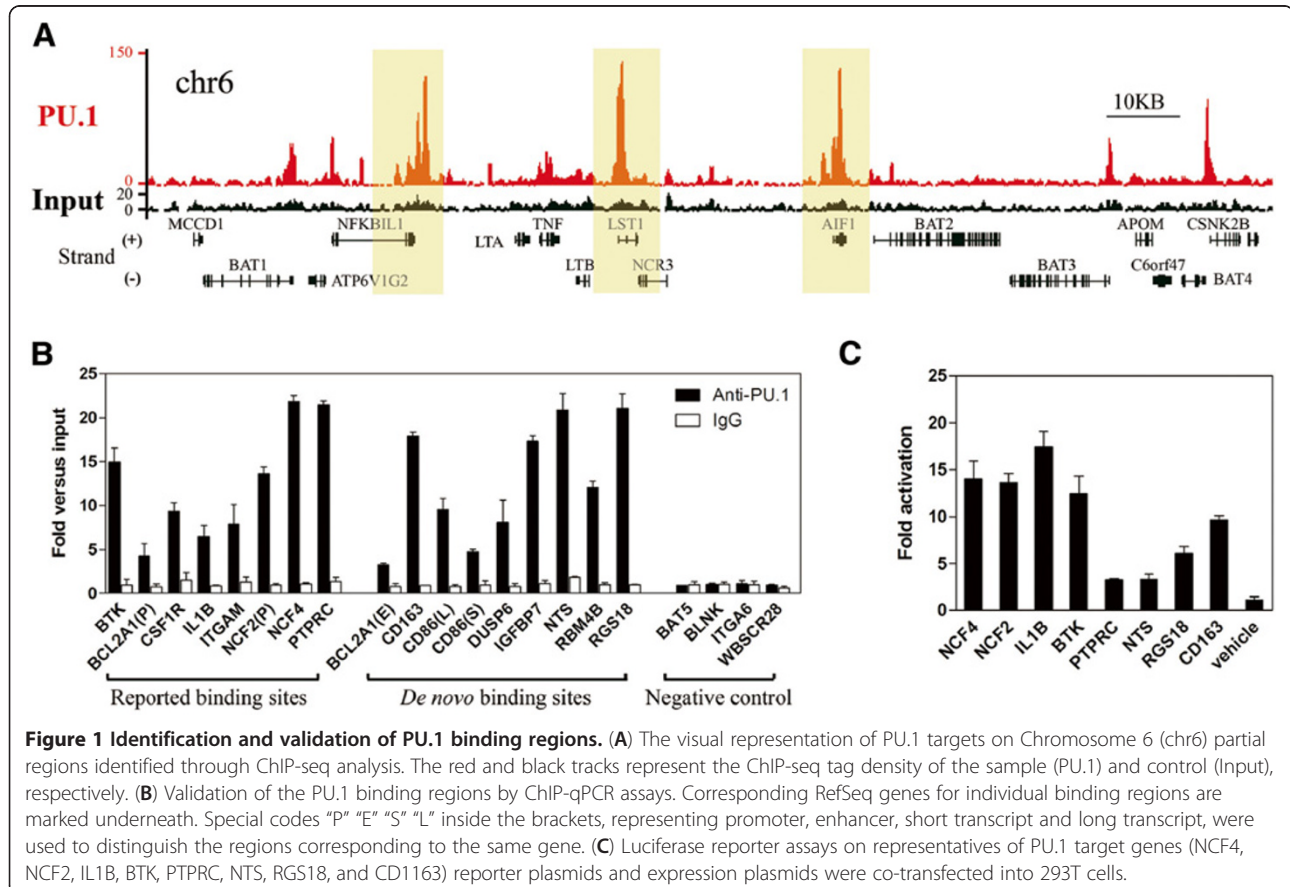 A
150
chr6
PU.1
10KB
0
Input
20
0
MCCD1 NFKBIL1 TNF LST1 AIF1 BAT2 APOM CSNK2B
Strand
(+)
LTA
(-)
BAT1 ATP6V1G2 LTB NCR3 BAT3 C6orf47 BAT4
B
Fold versus input
25
20
15
10
5
0
Anti-PU.1
IgG
BTK
BCL2A1(P)
CSF1R
IL1B
ITGAM
NCF2(P)
NCF4
PTPRC
BCL2A1(E)
CD163
CD86(L)
CD86(S)
DUSP6
IGFBP7
NTS
RBM4B
RGS18
BAT5
BLNK
ITGA6
WBSCR28
Reported binding sites
De novo binding sites
Negative control
C
Fold activation
25
20
15
10
5
0
NCF4
NCF2
IL1B
BTK
PTPRC
NTS
RGS18
CD163
vehicle
Figure 1 Identification and validation of PU.1 binding regions. (A) The visual representation of PU.1 targets on Chromosome 6 (chr6) partial
regions identified through ChIP-seq analysis. The red and black tracks represent the ChIP-seq tag density of the sample (PU.1) and control (Input),
respectively. (B) Validation of the PU.1 binding regions by ChIP-qPCR assays. Corresponding RefSeq genes for individual binding regions are
marked underneath. Special codes “P” “E” “S” “L” inside the brackets, representing promoter, enhancer, short transcript and long transcript, were
used to distinguish the regions corresponding to the same gene. (C) Luciferase reporter assays on representatives of PU.1 target genes (NCF4,
NCF2, IL1B, BTK, PTPRC, NTS, RGS18, and CD1163) reporter plasmids and expression plasmids were co-transfected into 293T cells.